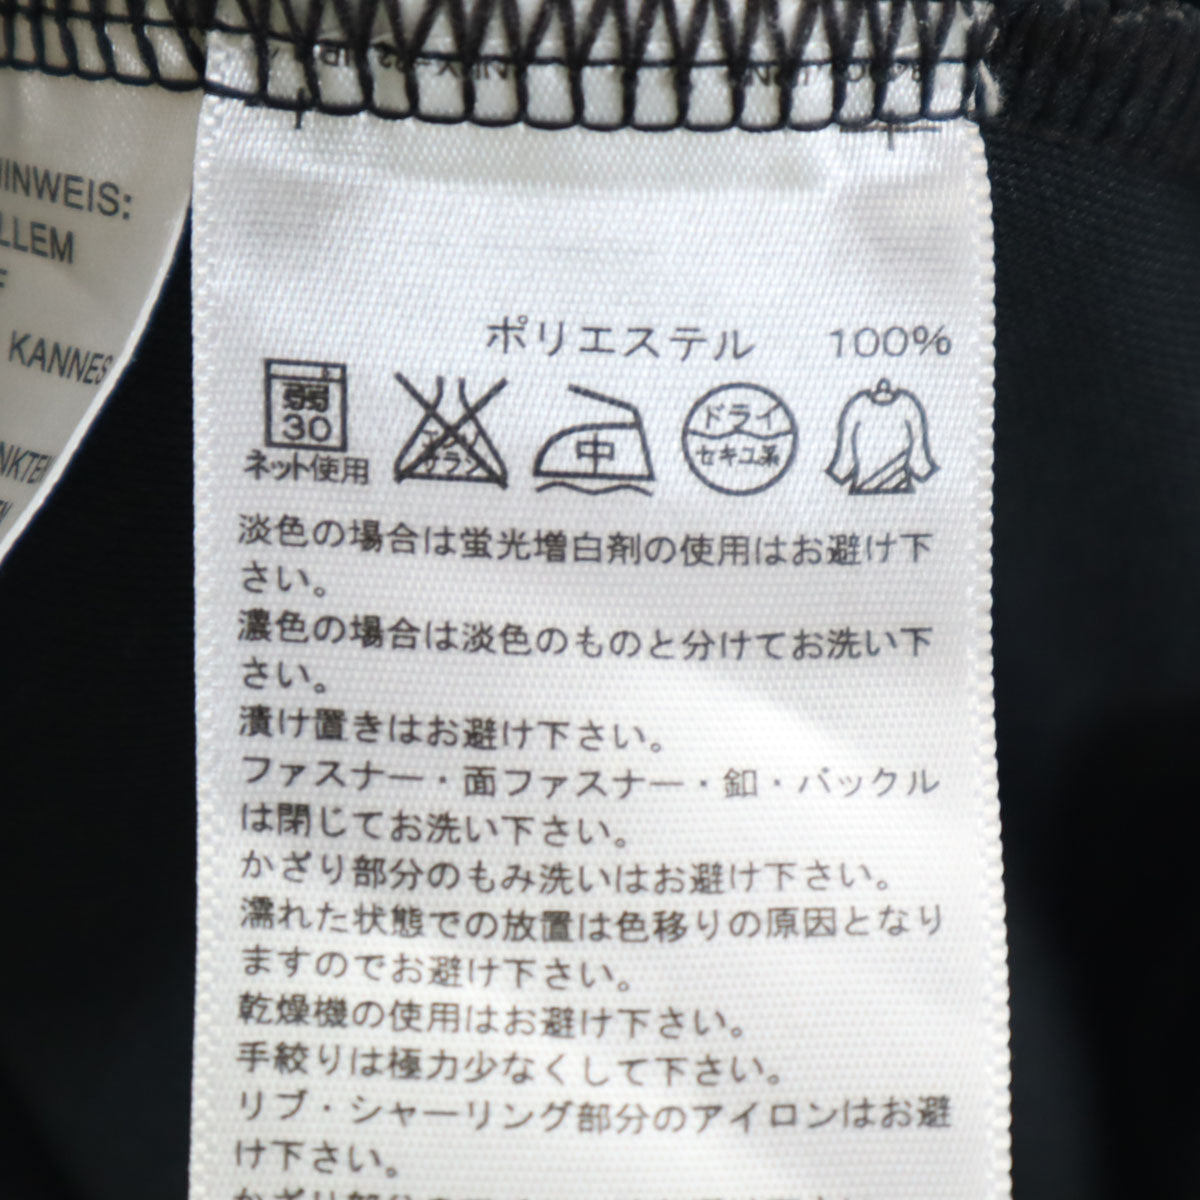 HINWEIS:
LLEM
KANNES
ポリエステル 100%
弱
30
ネット使用
エンソ
サラシ
中
ドライ
セキユ系
淡色の場合は蛍光増白剤の使用はお避け下
さい。
濃色の場合は淡色のものと分けてお洗い下
さい。
漬け置きはお避け下さい。
ファスナー・面ファスナー・釦・バックル
は閉じてお洗い下さい。
かざり部分のもみ洗いはお避け下さい。
濡れた状態での放置は色移りの原因となり
ますのでお避け下さい。
乾燥機の使用はお避け下さい。
手絞りは極力少なくして下さい。
リブ・シャーリング部分のアイロンはお避
け下さい。